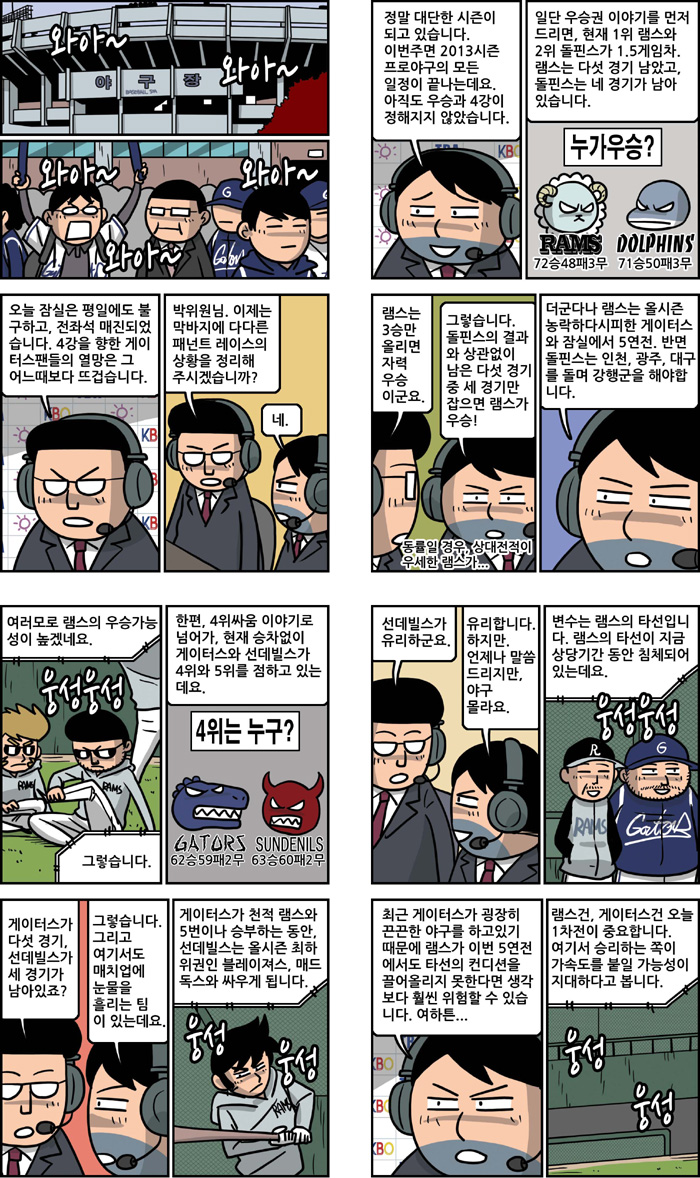 와아~
야구장
BASEBALL
와아~
와아~
와아~
G
Gators
정말 대단한 시즌이
되고 있습니다.
이번주면 2013시즌
프로야구의 모든
일정이 끝나는데요.
아직도 우승과 4강이
정해지지 않았습니다.
KBO
일단 우승권 이야기를 먼저
드리면, 현재 1위 램스와
2위 돌핀스가 1.5게임차.
램스는 다섯 경기 남았고,
돌핀스는 네 경기가 남아
있습니다.
누가우승?
RAMS
DOLPHINS
72승48패3무
71승50패3무
오늘 잠실은 평일에도 불
구하고, 전좌석 매진되었
습니다. 4강을 향한 게이
터스팬들의 열망은 그
어느때보다 뜨겁습니다.
KBO
KBO
박위원님. 이제는
막바지에 다다른
패넌트 레이스의
상황을 정리해
주시겠습니까?
네.
램스는
3승만
올리면
자력
우승
이군요.
그렇습니다.
돌핀스의 결과
와 상관없이
남은 다섯 경기
중 세 경기만
잡으면 램스가
우승!
동률일 경우, 상대전적이
우세한 램스가...
더군다나 램스는 올시즌
농락하다시피한 게이터스
와 잠실에서 5연전. 반면
돌핀스는 인천, 광주, 대구
를 돌며 강행군을 해야합
니다.
여러모로 램스의 우승가능
성이 높겠네요.
웅성웅성
RAMS
RAMS
그렇습니다.
한편, 4위싸움 이야기로
넘어가, 현재 승차없이
게이터스와 선데빌스가
4위와 5위를 점하고 있는
데요.
4위는 누구?
GATORS
SUNDENILS
62승59패2무
63승60패2무
선데빌스가
유리하군요.
유리합니다.
하지만.
언제나 말씀
드리지만,
야구
몰라요.
변수는 램스의 타선입니
다. 램스의 타선이 지금
상당기간 동안 침체되어
있는데요.
웅성웅성
R
G
RAMS
Gators
게이터스가
다섯 경기,
선데빌스가
세 경기가
남아있죠?
그렇습니다.
그리고
여기서도
매치업에
눈물을
흘리는 팀
이 있는데요.
게이터스가 천적 램스와
5번이나 승부하는 동안,
선데빌스는 올시즌 최하
위권인 블레이져스, 매드
독스와 싸우게 됩니다.
웅성
웅성
RAMS
최근 게이터스가 굉장히
끈끈한 야구를 하고있기
때문에 램스가 이번 5연전
에서도 타선의 컨디션을
끌어올리지 못한다면 생각
보다 훨씬 위험할 수 있습
니다. 여하튼...
KBO
KBO
KBO
램스건, 게이터스건 오늘
1차전이 중요합니다.
여기서 승리하는 쪽이
가속도를 붙일 가능성이
지대하다고 봅니다.
웅성
웅성